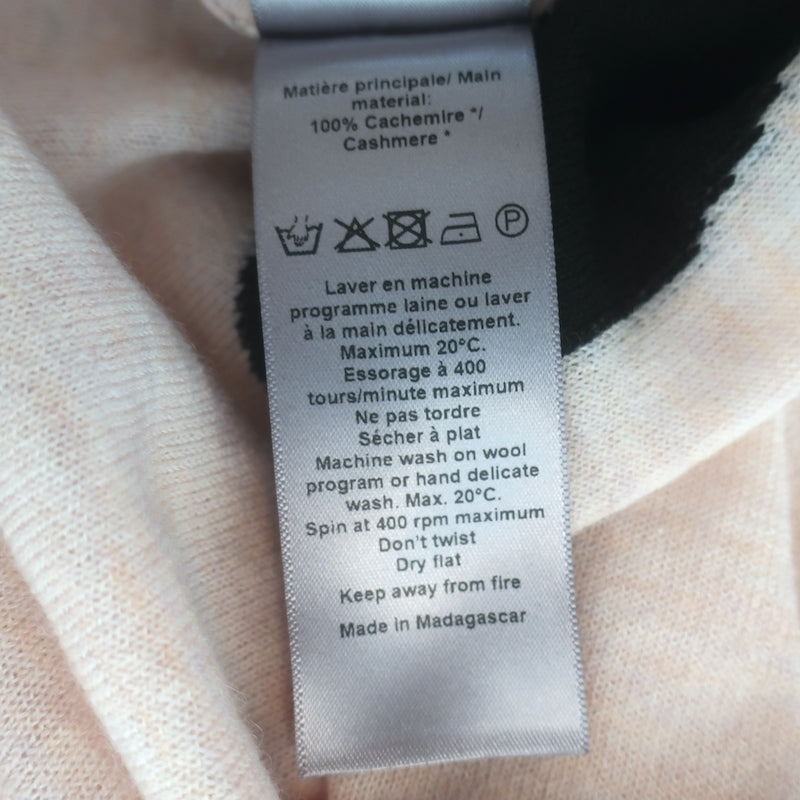 Matière principale/ Main
material:
100% Cachemire */
Cashmere *
P
Laver en machine
programme laine ou laver
à la main délicatement.
Maximum 20°C.
Essorage à 400
tours/minute maximum
Ne pas tordre
Sécher à plat
Machine wash on wool
program or hand delicate
wash. Max. 20°C.
Spin at 400 rpm maximum
Don't twist
Dry flat
Keep away from fire
Made in Madagascar